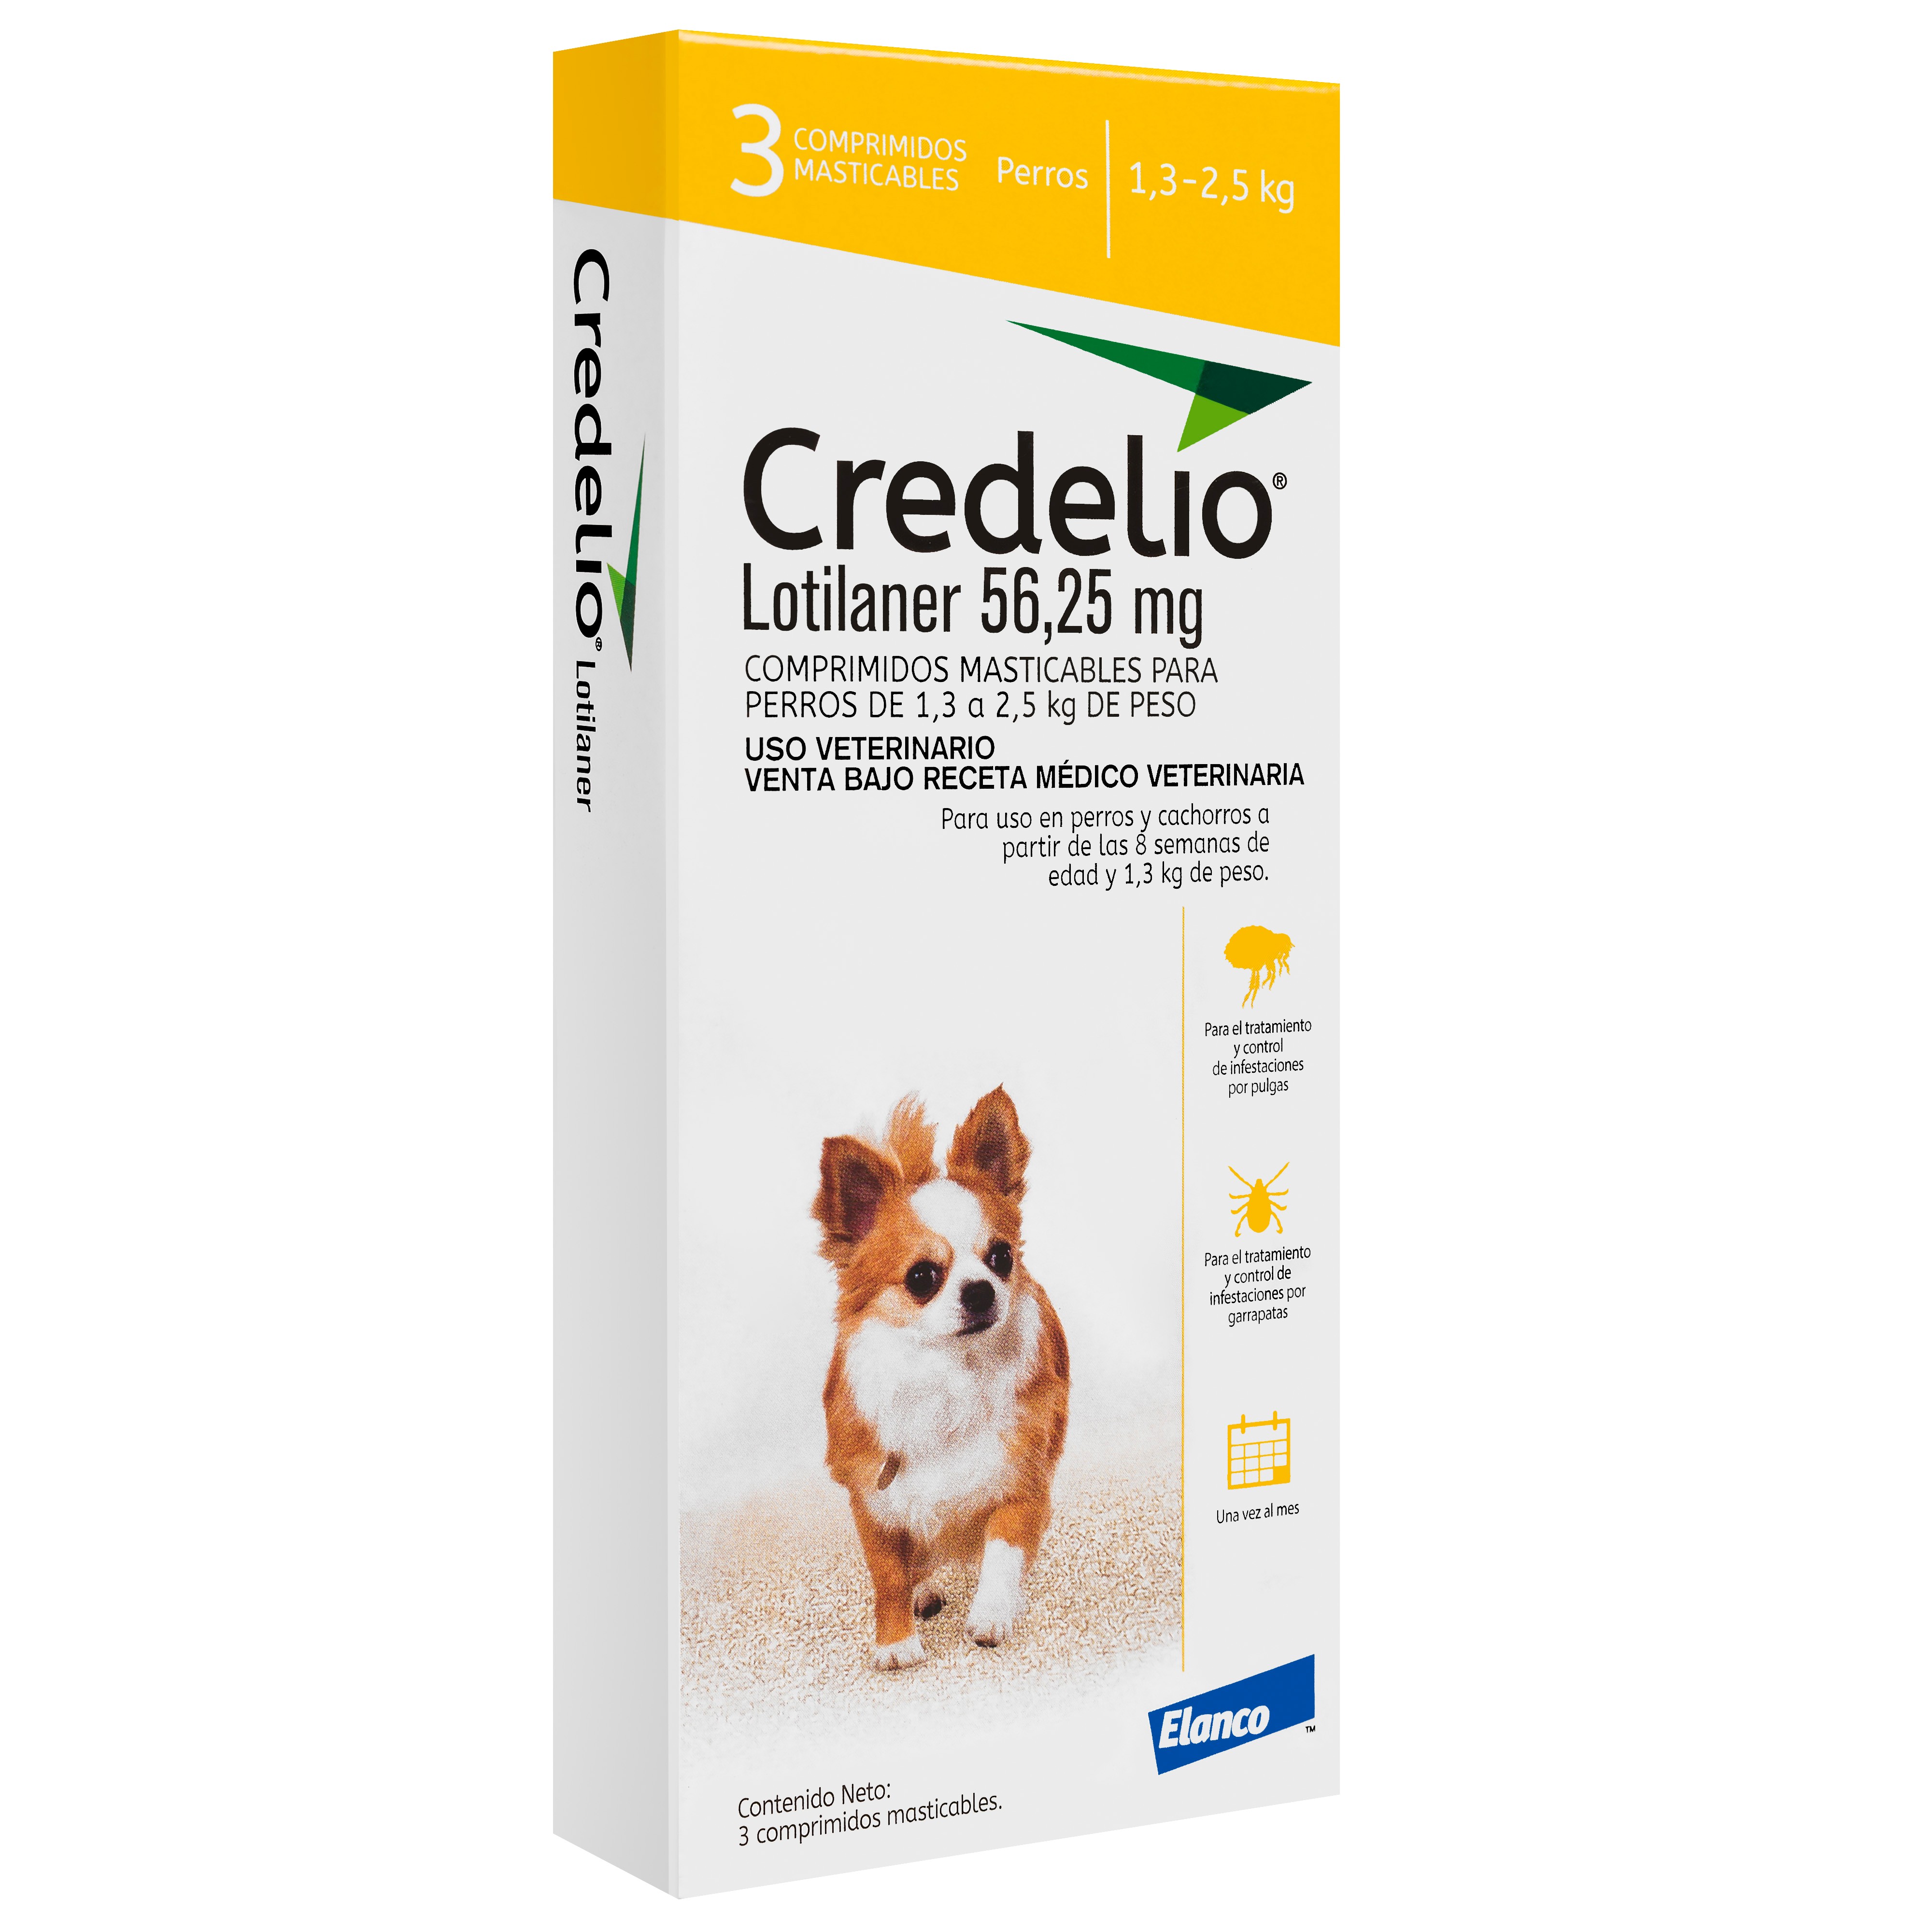 3 COMPRIMIDOS MASTICABLES Perros 1,3-2,5 kg
Credelio® Lotilaner
Credelio®
Lotilaner 56,25 mg
COMPRIMIDOS MASTICABLES PARA
PERROS DE 1,3 a 2,5 kg DE PESO
USO VETERINARIO
VENTA BAJO RECETA MÉDICO VETERINARIA
Para uso en perros y cachorros a
partir de las 8 semanas de
edad y 1,3 kg de peso.
Para el tratamiento
y control
de infestaciones
por pulgas
Para el tratamiento
y control de
infestaciones por
garrapatas
Una vez al mes
Elanco™
Contenido Neto:
3 comprimidos masticables.